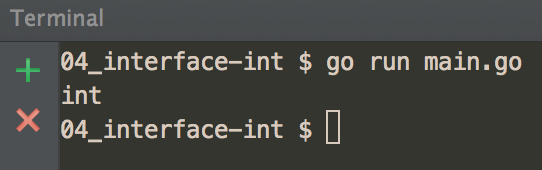 Terminal
04_interface-int $ go run main.go
int
04_interface-int $